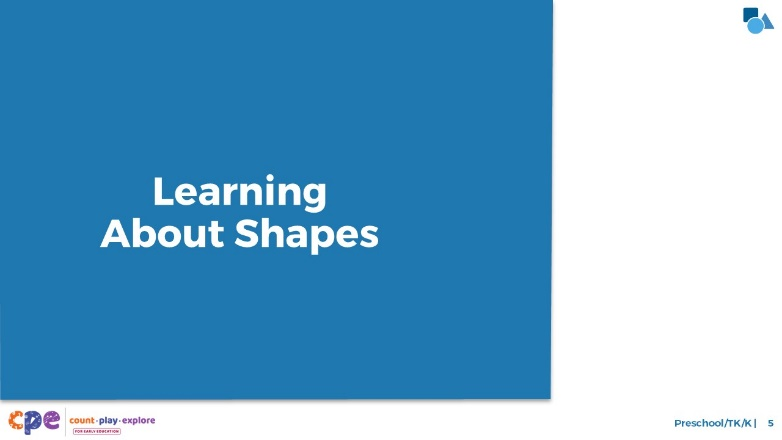 Learning
About Shapes
cpe
count·play·explore
FOR EARLY EDUCATION
Preschool/TK/K | 5